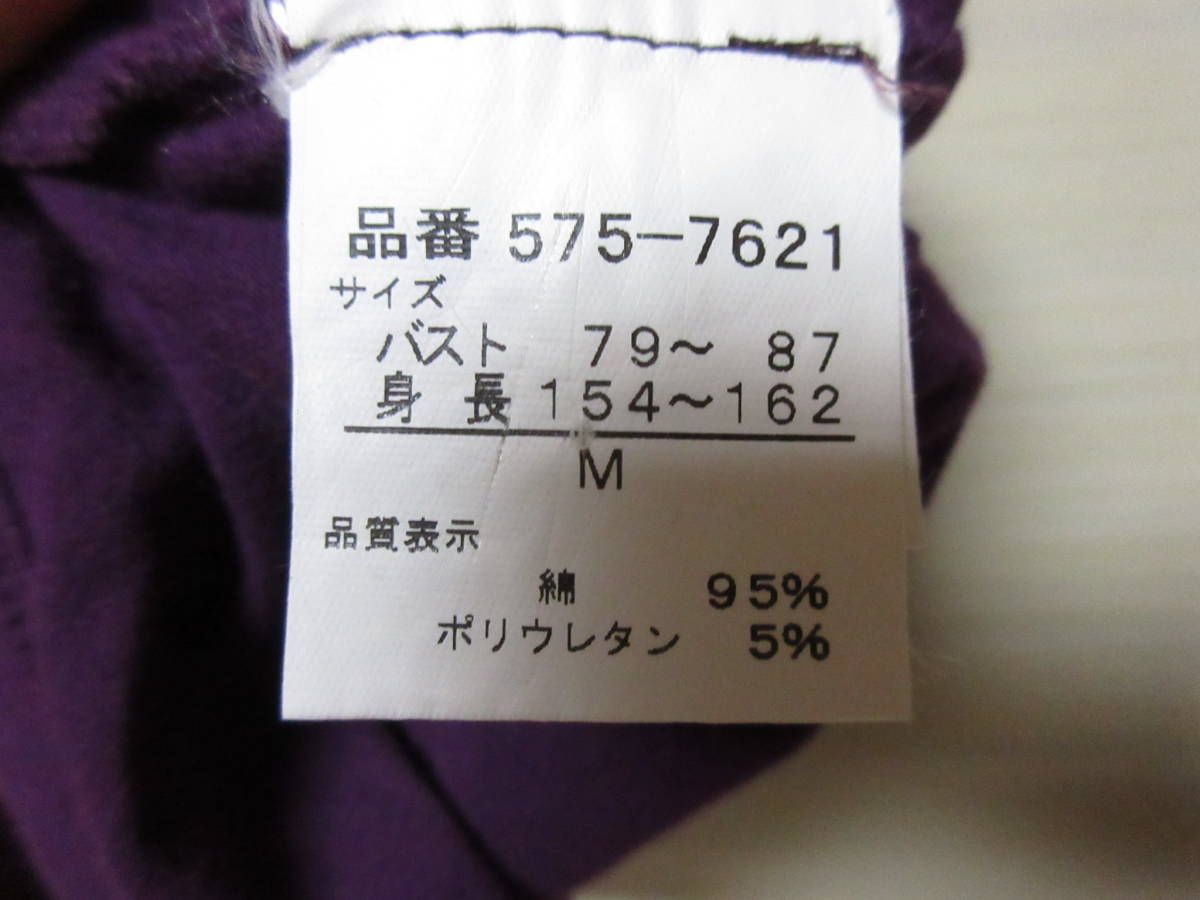 品番 575-7621
サイズ
バスト 79～ 87
身 長 154～162
M
品質表示
綿 95%
ポリウレタン 5%